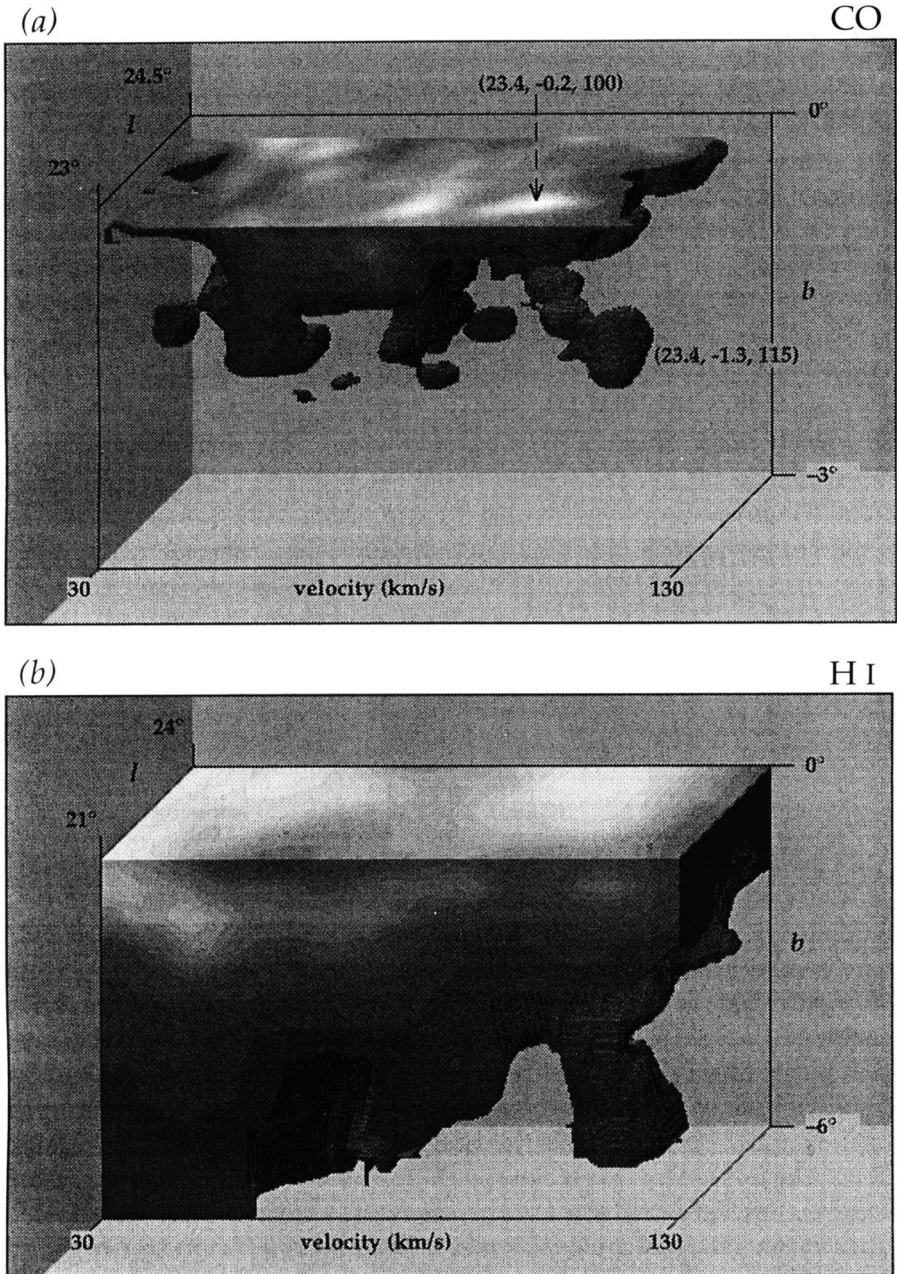 (a) CO
24.5°
(23.4, -0.2, 100)
0°
l
23°
b
(23.4, -1.3, 115)
–3°
30 velocity (km/s) 130
(b) H I
24°
0°
l
21°
b
–6°
30 velocity (km/s) 130